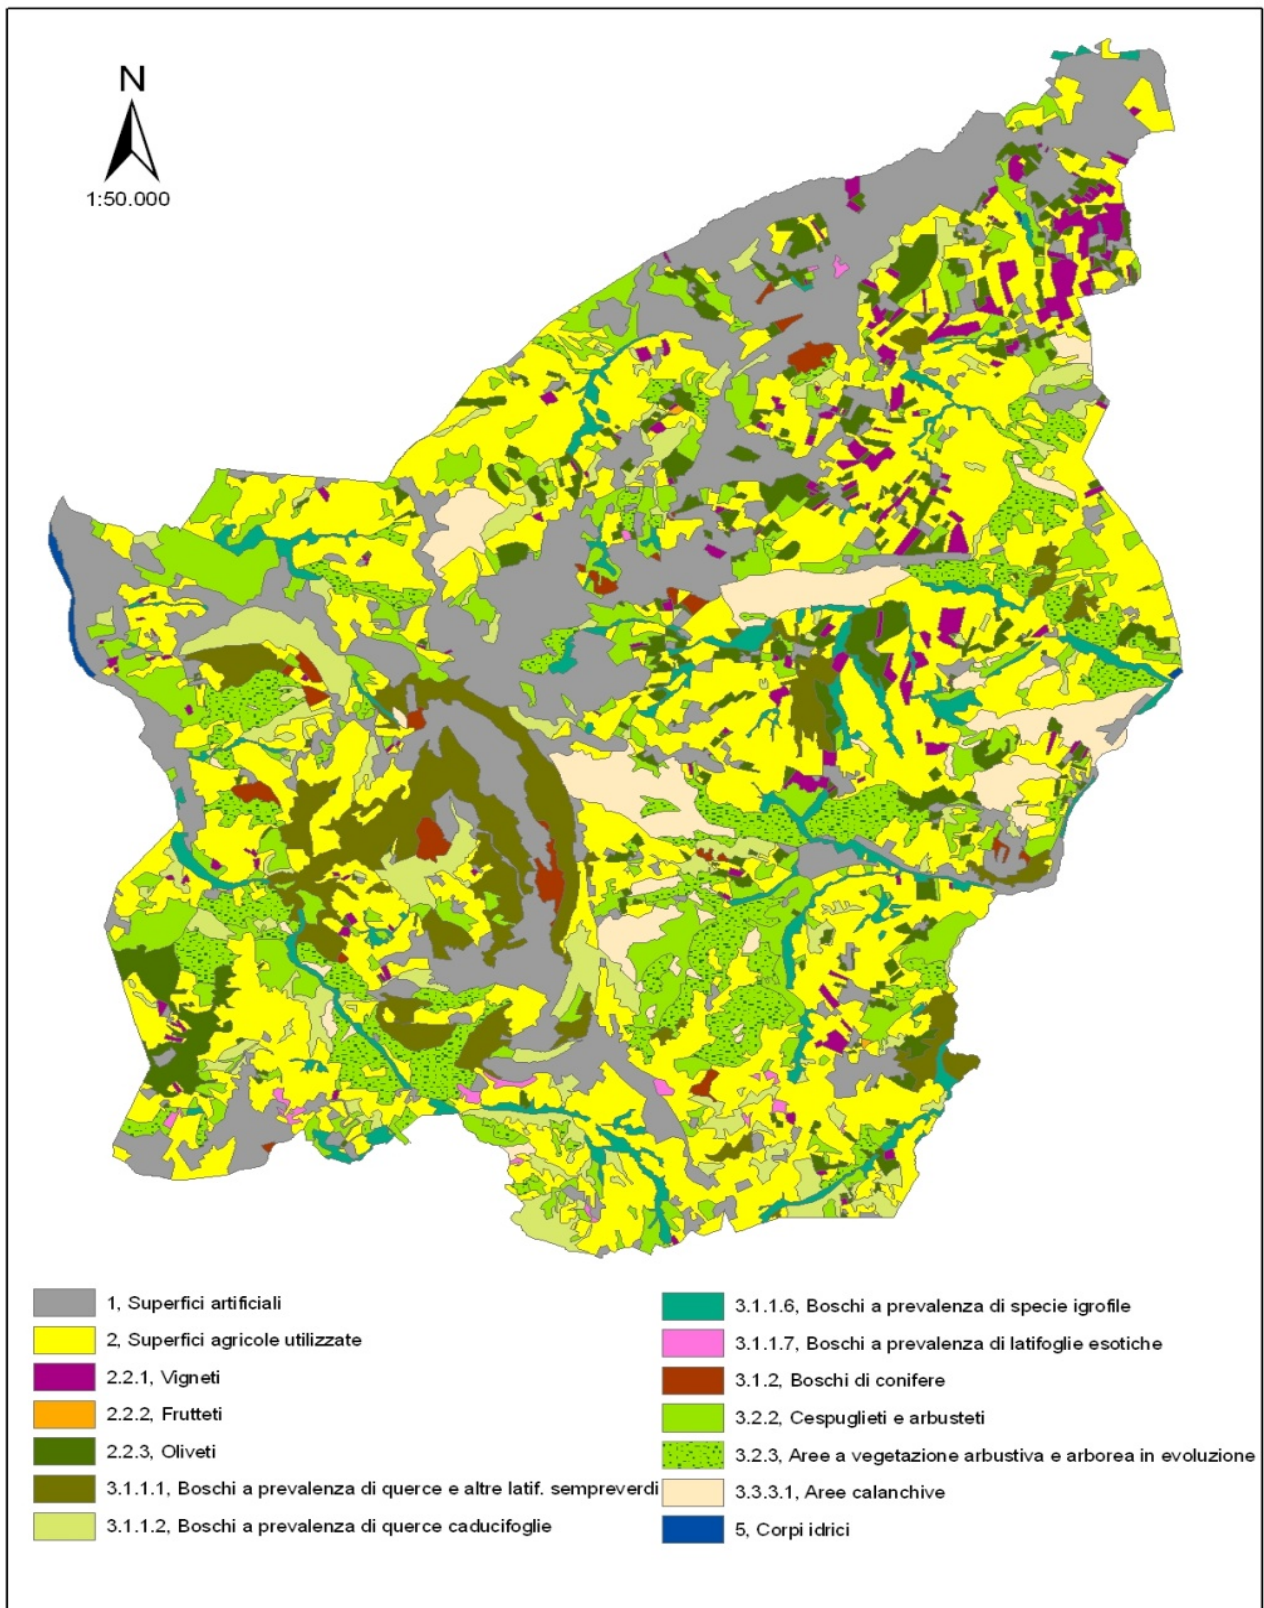 N
1:50.000
1, Superfici artificiali
2, Superfici agricole utilizzate
2.2.1, Vigneti
2.2.2, Frutteti
2.2.3, Oliveti
3.1.1.1, Boschi a prevalenza di querce e altre latif. sempreverdi
3.1.1.2, Boschi a prevalenza di querce caducifoglie
3.1.1.6, Boschi a prevalenza di specie igrofile
3.1.1.7, Boschi a prevalenza di latifoglie esotiche
3.1.2, Boschi di conifere
3.2.2, Cespuglieti e arbusteti
3.2.3, Aree a vegetazione arbustiva e arborea in evoluzione
3.3.3.1, Aree calanchive
5, Corpi idrici